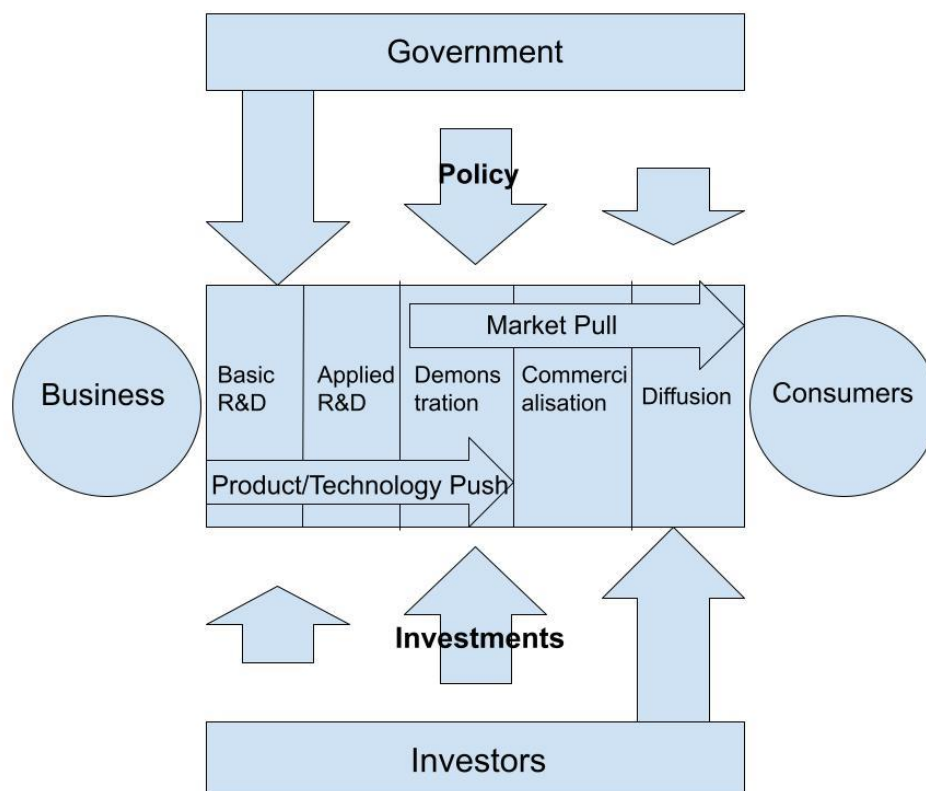 Government
Policy
Market Pull
Business
Basic
R&D
Applied
R&D
Demons
tration
Commerci
alisation
Diffusion
Consumers
Product/Technology Push
Investments
Investors